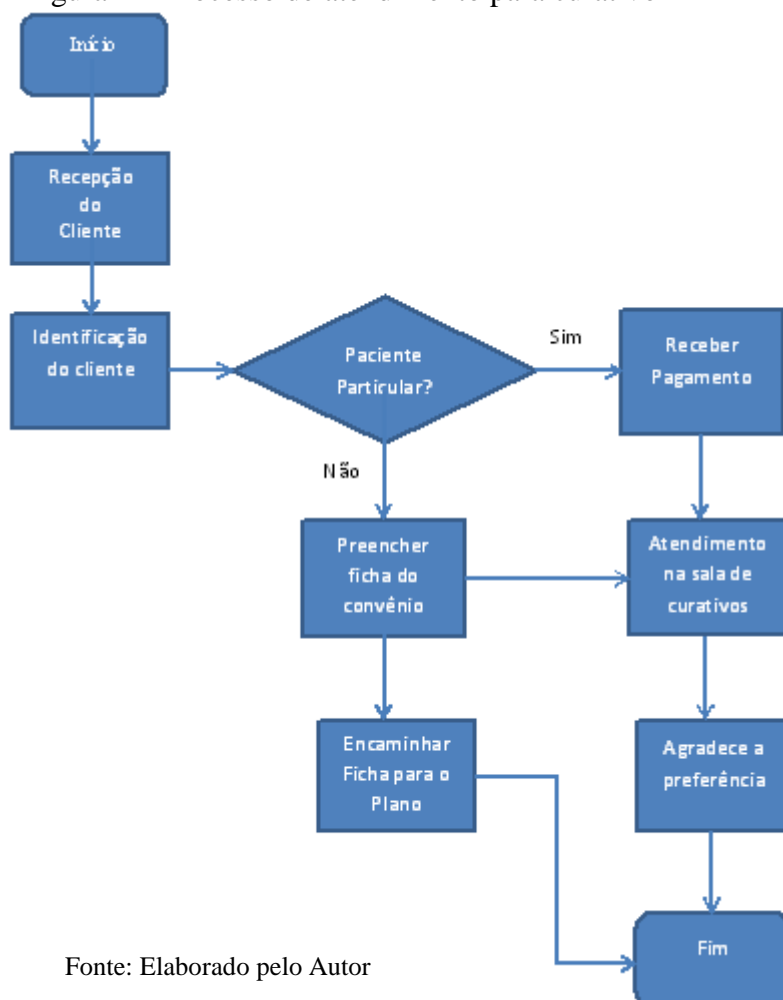 Início
Recepção
do
Cliente
Identificação
do cliente
Paciente
Particular?
Sim
Receber
Pagamento
Não
Preencher
ficha do
convênio
Atendimento
na sala de
curativos
Encaminhar
Ficha para o
Plano
Agradece a
preferência
Fim
Fonte: Elaborado pelo Autor